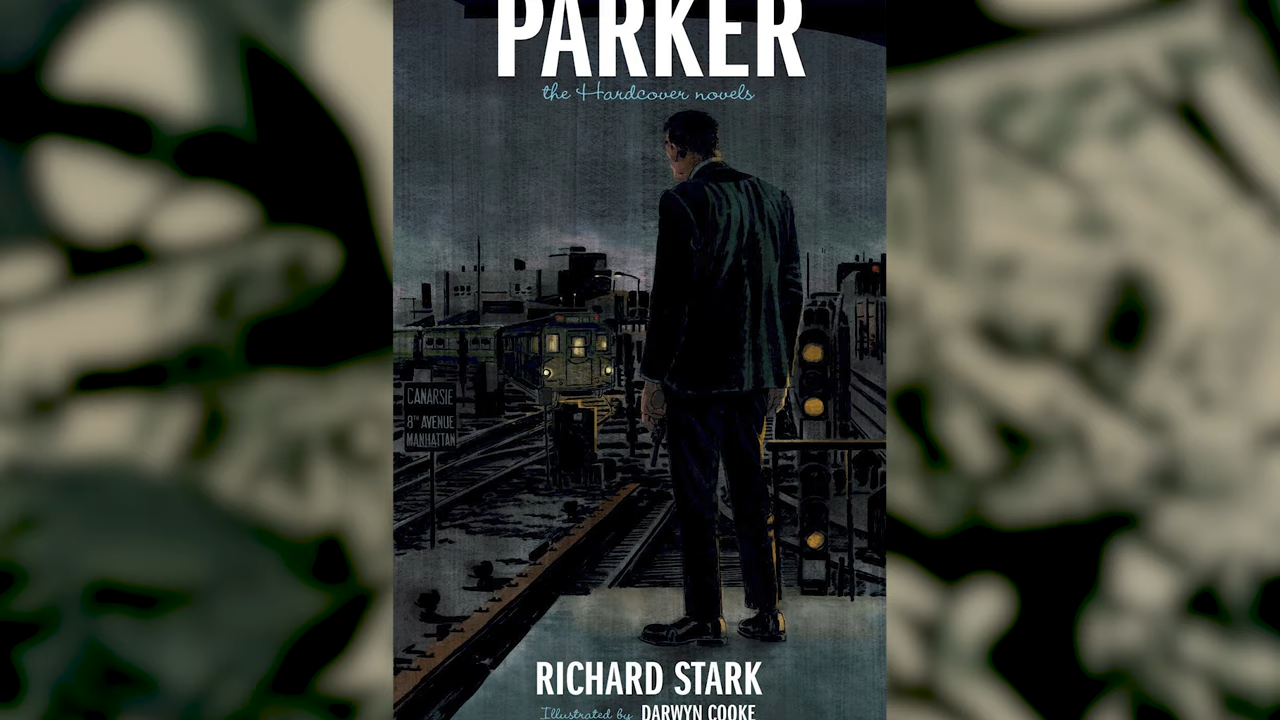 PARKER
the Hardcover novels
CANARSIE
8TH AVENUE
MANHATTAN
RICHARD STARK
Illustrated by DARWYN COOKE